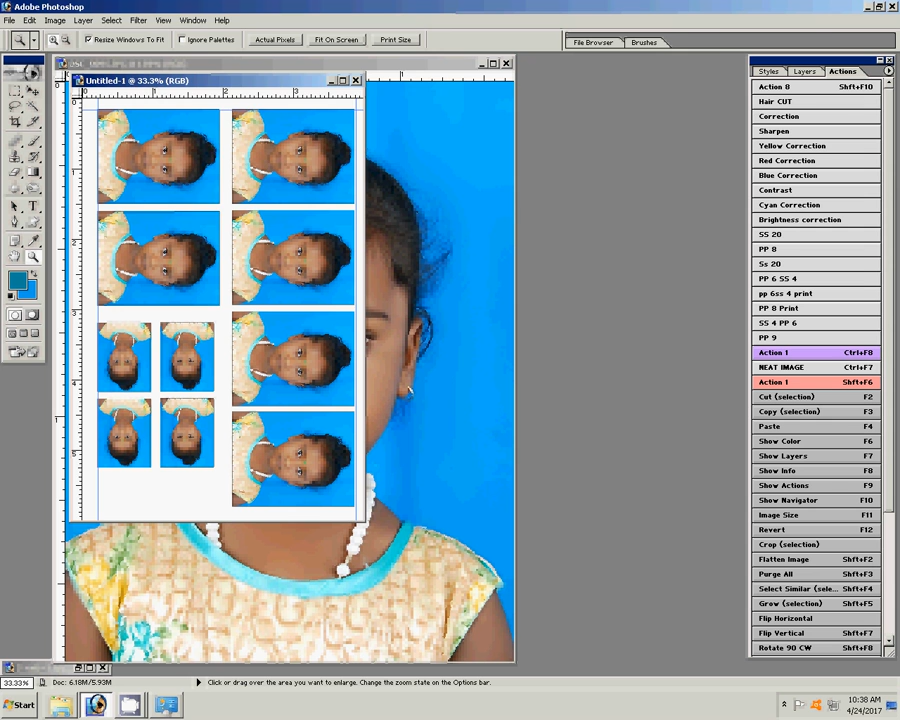 Adobe Photoshop
File Edit Image Layer Select Filter View Window Help
Resize Windows To Fit Ignore Palettes Actual Pixels Fit On Screen Print Size File Browser Brushes
Untitled-1 @ 33.3% (RGB)
Styles Layers Actions
Action 8 Shft+F10
Hair CUT
Correction
Sharpen
Yellow Correction
Red Correction
Blue Correction
Contrast
Cyan Correction
Brightness correction
SS 20
PP 8
Ss 20
PP 6 SS 4
pp 6ss 4 print
PP 8 Print
SS 4 PP 6
PP 9
Action 1 Ctrl+F8
NEAT IMAGE Ctrl+F7
Action 1 Shft+F6
Cut (selection) F2
Copy (selection) F3
Paste F4
Show Color F6
Show Layers F7
Show Info F8
Show Actions F9
Show Navigator F10
Image Size F11
Revert F12
Crop (selection)
Flatten Image Shft+F2
Purge All Shft+F3
Select Similar (sele... Shft+F4
Grow (selection) Shft+F5
Flip Horizontal
Flip Vertical Shft+F7
Rotate 90 CW Shft+F8
33.33% Doc: 6.18M/5.93M Click or drag over the area you want to enlarge. Change the zoom state on the Options bar.
Start 10:38 AM
4/24/2017